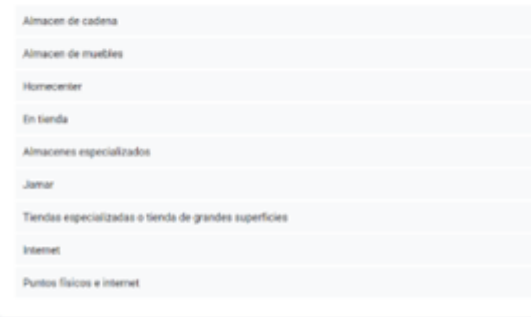 Almacen de cadena
Almacen de muebles
Homecenter
En tienda
Almacenes especializados
Jamar
Tiendas especializadas o tienda de grandes superficies
Internet
Puntos físicos e internet